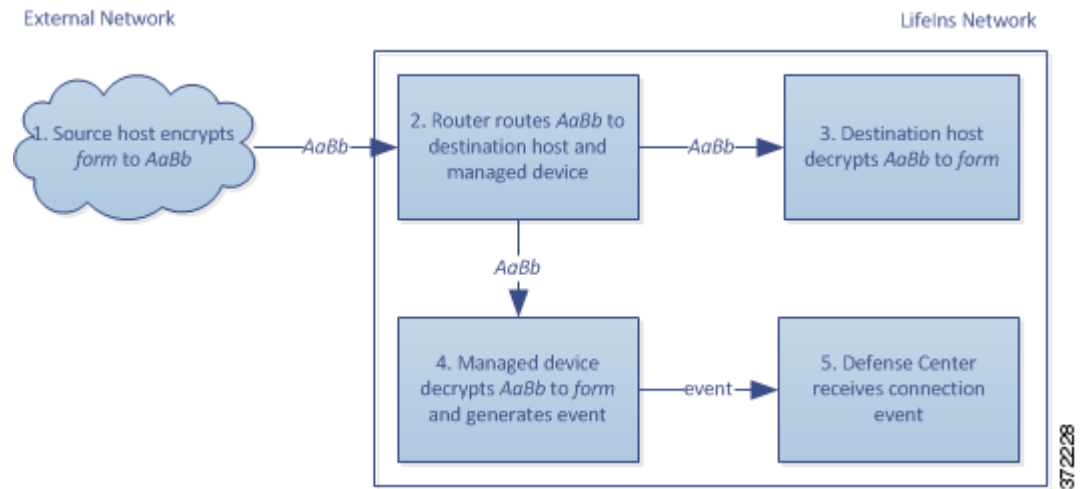 External Network
LifeIns Network
1. Source host encrypts
form to AaBb
AaBb
2. Router routes AaBb to
destination host and
managed device
AaBb
3. Destination host
decrypts AaBb to form
AaBb
4. Managed device
decrypts AaBb to form
and generates event
event
5. Defense Center
receives connection
event
372228